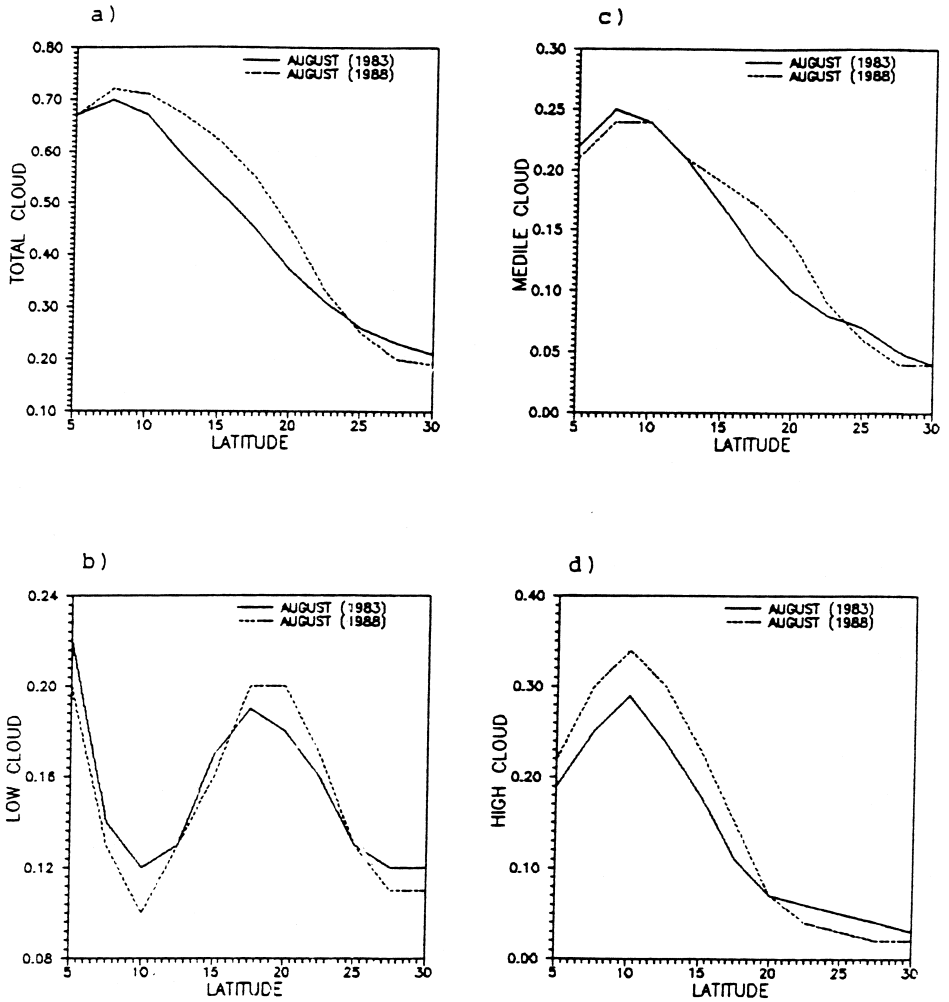 a)
0.80
0.70
0.60
0.50
0.40
0.30
0.20
0.10
TOTAL CLOUD
AUGUST (1983)
AUGUST (1988)
5 10 15 20 25 30
LATITUDE
c)
0.30
0.25
0.20
0.15
0.10
0.05
0.00
MEDILE CLOUD
AUGUST (1983)
AUGUST (1988)
5 10 15 20 25 30
LATITUDE
b)
0.24
0.20
0.16
0.12
0.08
LOW CLOUD
AUGUST (1983)
AUGUST (1988)
5 10 15 20 25 30
LATITUDE
d)
0.40
0.30
0.20
0.10
0.00
HIGH CLOUD
AUGUST (1983)
AUGUST (1988)
5 10 15 20 25 30
LATITUDE